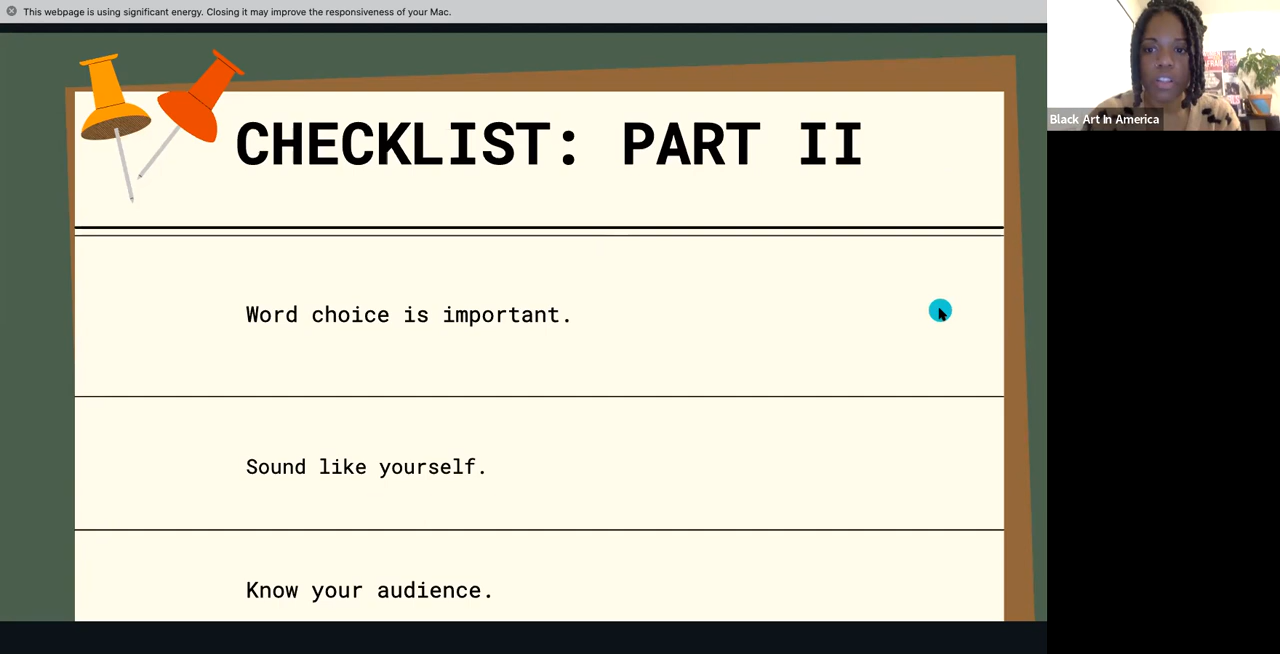 This webpage is using significant energy. Closing it may improve the responsiveness of your Mac.
CHECKLIST: PART II
Black Art In America
Word choice is important.
Sound like yourself.
Know your audience.